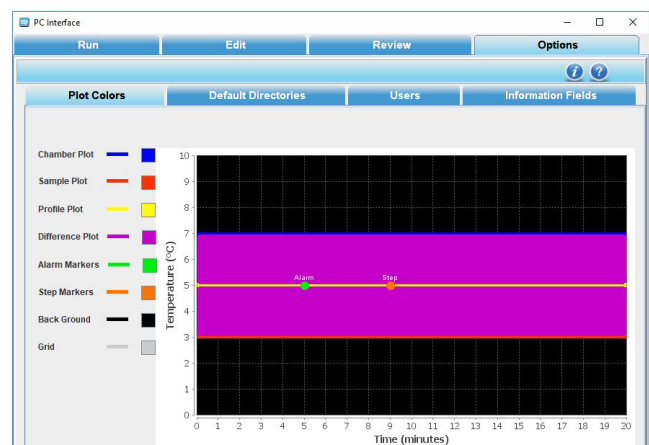 PC Interface
Run Edit Review Options
i ?
Plot Colors Default Directories Users Information Fields
Chamber Plot
Sample Plot
Profile Plot
Difference Plot
Alarm Markers
Step Markers
Back Ground
Grid
Temperature (°C)
10
9
8
7
6
5
4
3
2
1
0
Alarm Step
0 1 2 3 4 5 6 7 8 9 10 11 12 13 14 15 16 17 18 19 20
Time (minutes)